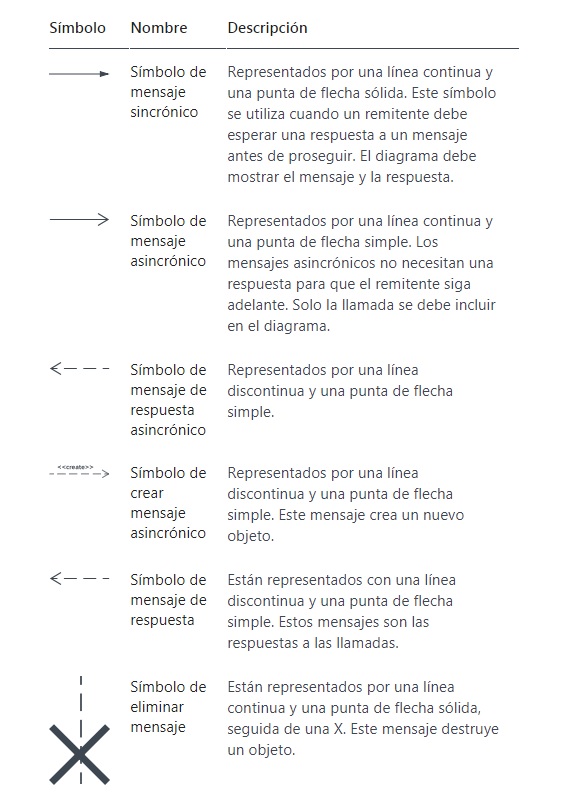 Símbolo Nombre Descripción
Símbolo de mensaje sincrónico
Representados por una línea continua y
una punta de flecha sólida. Este símbolo
se utiliza cuando un remitente debe
esperar una respuesta a un mensaje
antes de proseguir. El diagrama debe
mostrar el mensaje y la respuesta.
Símbolo de
mensaje
asincrónico
Representados por una línea continua y
una punta de flecha simple. Los
mensajes asincrónicos no necesitan una
respuesta para que el remitente siga
adelante. Solo la llamada se debe incluir
en el diagrama.
Símbolo de
mensaje de
respuesta
asincrónico
Representados por una línea
discontinua y una punta de flecha
simple.
<<create>>
Símbolo de
crear
mensaje
asincrónico
Representados por una línea
discontinua y una punta de flecha
simple. Este mensaje crea un nuevo
objeto.
Símbolo de
mensaje de
respuesta
Están representados con una línea
discontinua y una punta de flecha
simple. Estos mensajes son las
respuestas a las llamadas.
Símbolo de
eliminar
mensaje
Están representados por una línea
continua y una punta de flecha sólida,
seguida de una X. Este mensaje destruye
un objeto.